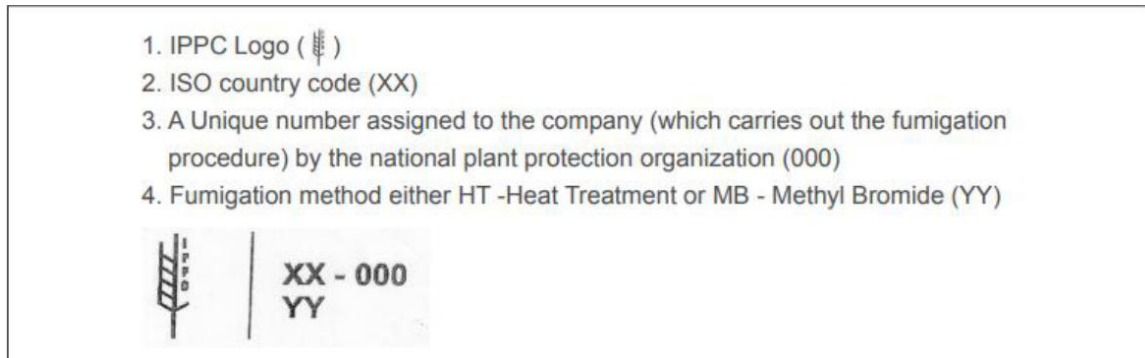 1. IPPC Logo ( )
2. ISO country code (XX)
3. A Unique number assigned to the company (which carries out the fumigation
procedure) by the national plant protection organization (000)
4. Fumigation method either HT -Heat Treatment or MB - Methyl Bromide (YY)
XX - 000
YY